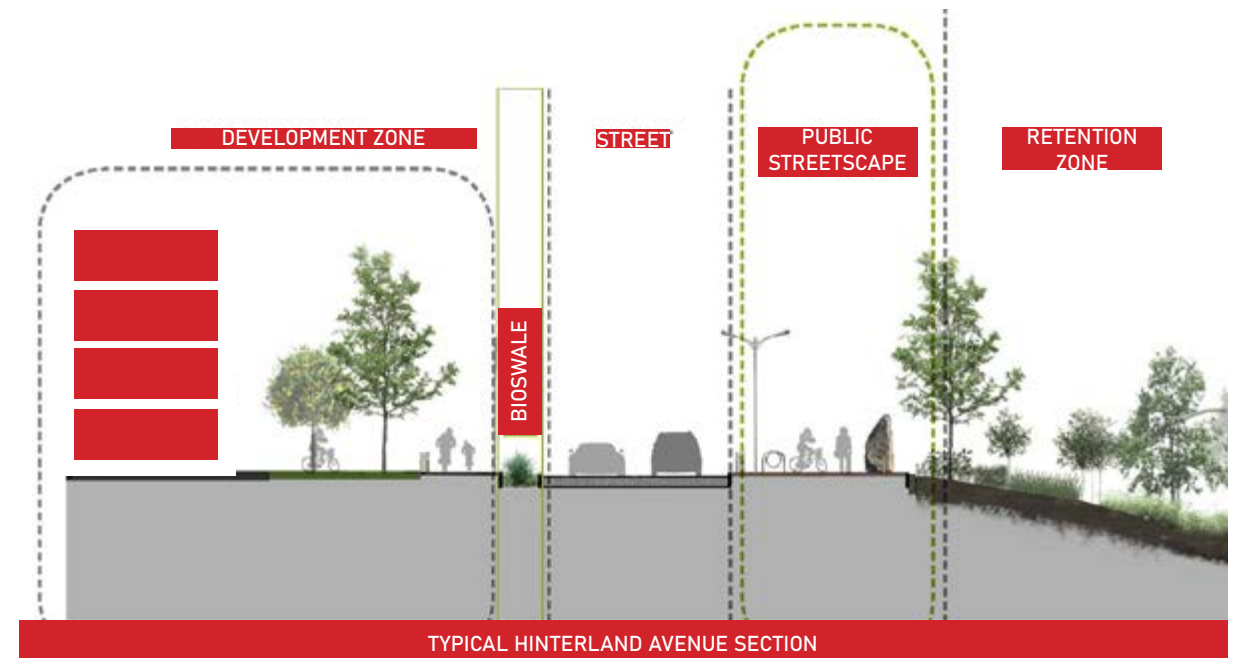 DEVELOPMENT ZONE
STREET
PUBLIC
STREETSCAPE
RETENTION
ZONE
BIOSWALE
TYPICAL HINTERLAND AVENUE SECTION